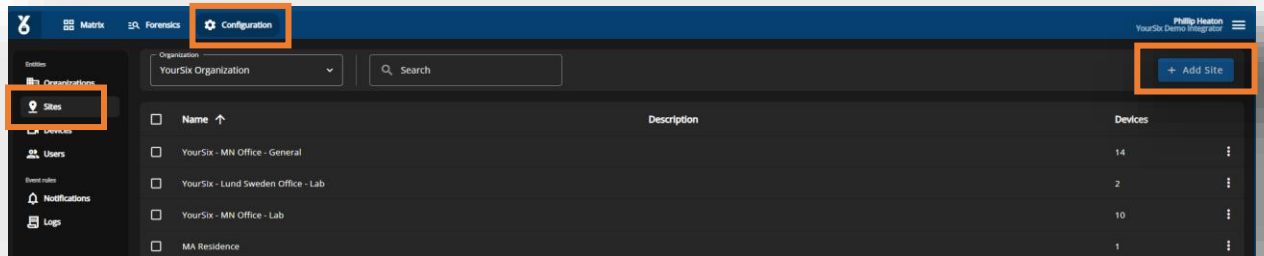 Matrix Forensics Configuration
Phillip Heaton
YourSix Demo Integrator
Entities
Organizations
Sites
Devices
Users
Event rules
Notifications
Logs
Organization
YourSix Organization Search + Add Site
Name Description Devices
YourSix - MN Office - General 14
YourSix - Lund Sweden Office - Lab 2
YourSix - MN Office - Lab 10
MA Residence 1